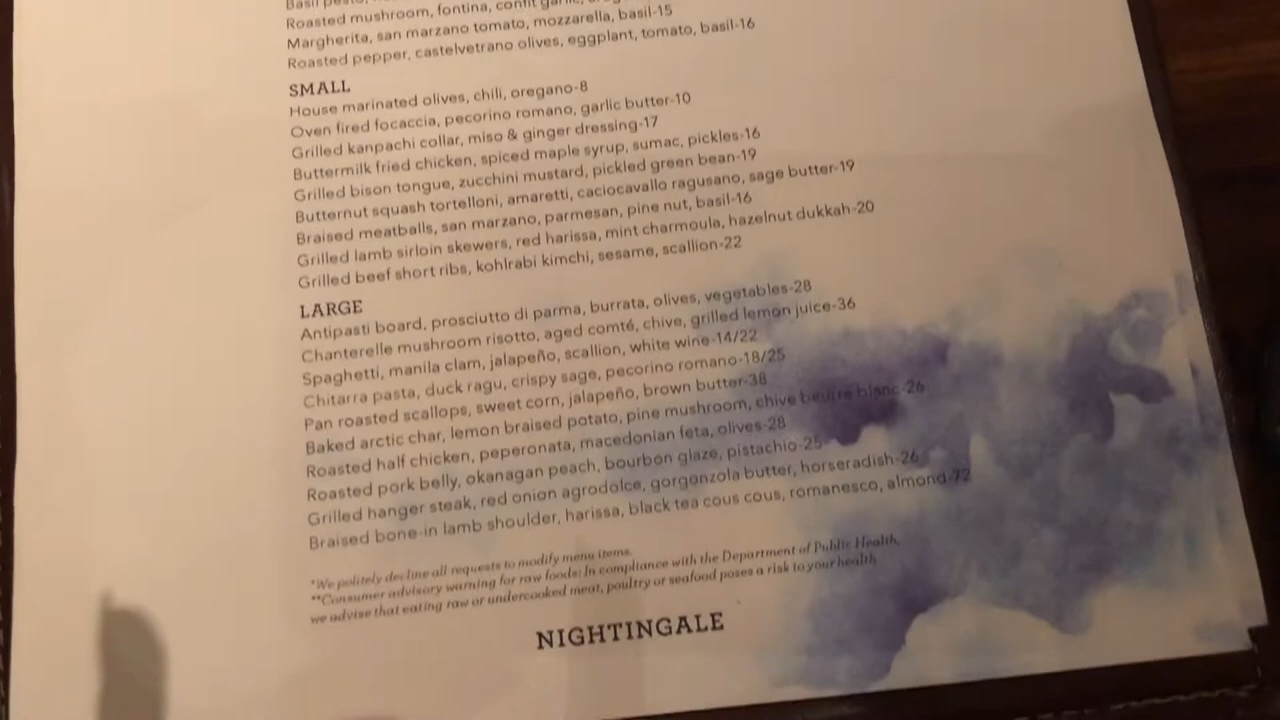 Basil pesto,
Roasted mushroom, fontina, confit garlic,
Margherita, san marzano tomato, mozzarella, basil-15
Roasted pepper, castelvetrano olives, eggplant, tomato, basil-16
SMALL
House marinated olives, chili, oregano-8
Oven fired focaccia, pecorino romano, garlic butter-10
Grilled kanpachi collar, miso & ginger dressing-17
Buttermilk fried chicken, spiced maple syrup, sumac, pickles-16
Grilled bison tongue, zucchini mustard, pickled green bean-19
Butternut squash tortelloni, amaretti, caciocavallo ragusano, sage butter-19
Braised meatballs, san marzano, parmesan, pine nut, basil-16
Grilled lamb sirloin skewers, red harissa, mint charmoula, hazelnut dukkah-20
Grilled beef short ribs, kohlrabi kimchi, sesame, scallion-22
LARGE
Antipasti board, prosciutto di parma, burrata, olives, vegetables-28
Chanterelle mushroom risotto, aged comté, chive, grilled lemon juice-36
Spaghetti, manila clam, jalapeño, scallion, white wine-14/22
Chitarra pasta, duck ragu, crispy sage, pecorino romano-18/25
Pan roasted scallops, sweet corn, jalapeño, brown butter-38
Baked arctic char, lemon braised potato, pine mushroom, chive beurre blanc-26
Roasted half chicken, peperonata, macedonian feta, olives-28
Roasted pork belly, okanagan peach, bourbon glaze, pistachio-25
Grilled hanger steak, red onion agrodolce, gorgonzola butter, horseradish-26
Braised bone-in lamb shoulder, harissa, black tea cous cous, romanesco, almond-72
*We politely decline all requests to modify menu items.
**Consumer advisory warning for raw foods: In compliance with the Department of Public Health,
we advise that eating raw or undercooked meat, poultry or seafood poses a risk to your health
NIGHTINGALE